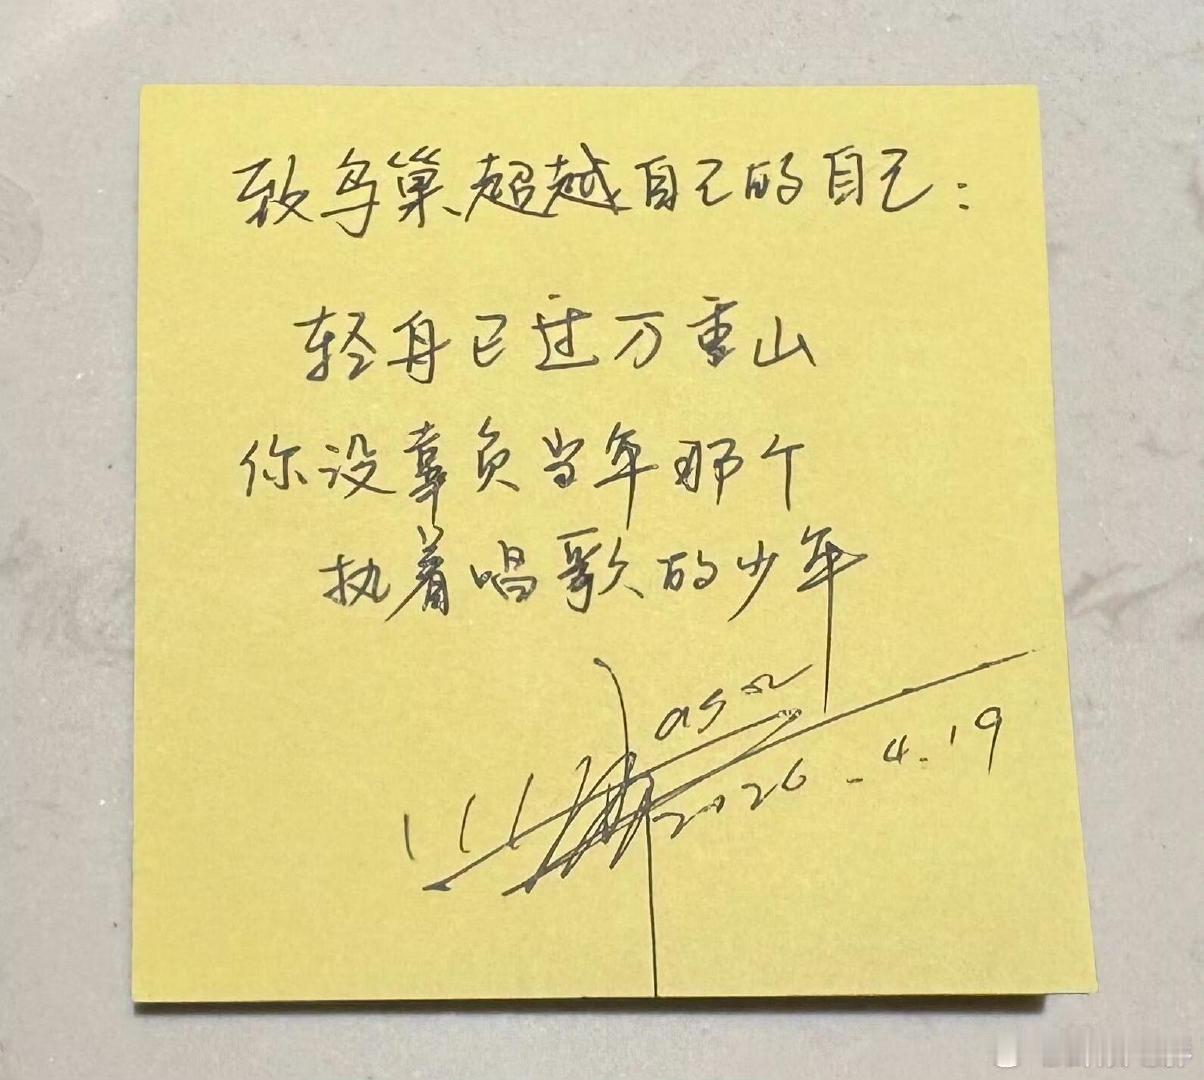 致鸟巢超越自己的自己:
轻舟已过万重山
你没辜负当年那个
执着唱歌的少年
2026.4.19